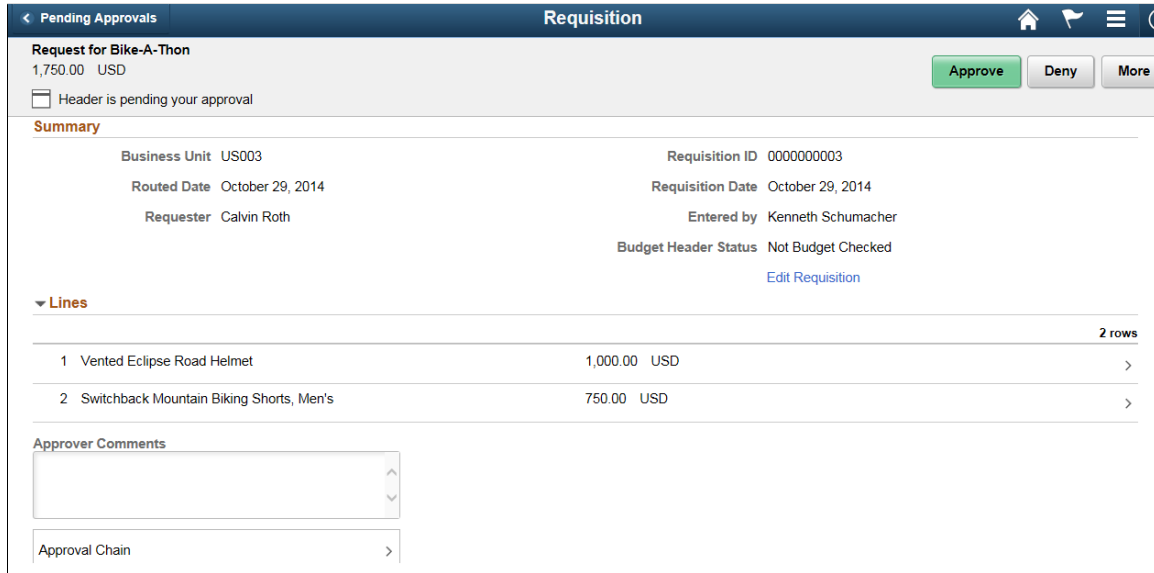 Pending Approvals
Requisition
Request for Bike-A-Thon
1,750.00 USD
Approve
Deny
More
Header is pending your approval
Summary
Business Unit US003
Requisition ID 0000000003
Routed Date October 29, 2014
Requisition Date October 29, 2014
Requester Calvin Roth
Entered by Kenneth Schumacher
Budget Header Status Not Budget Checked
Edit Requisition
Lines
2 rows
1 Vented Eclipse Road Helmet 1,000.00 USD
2 Switchback Mountain Biking Shorts, Men's 750.00 USD
Approver Comments
Approval Chain